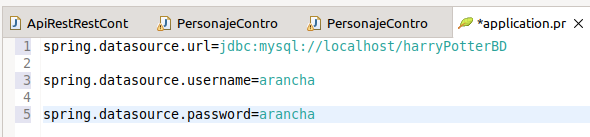 ApiRestRestCont PersonajeContro PersonajeContro *application.pr
1 spring.datasource.url=jdbc:mysql://localhost/harryPotterBD
2
3 spring.datasource.username=arancha
4
5 spring.datasource.password=arancha